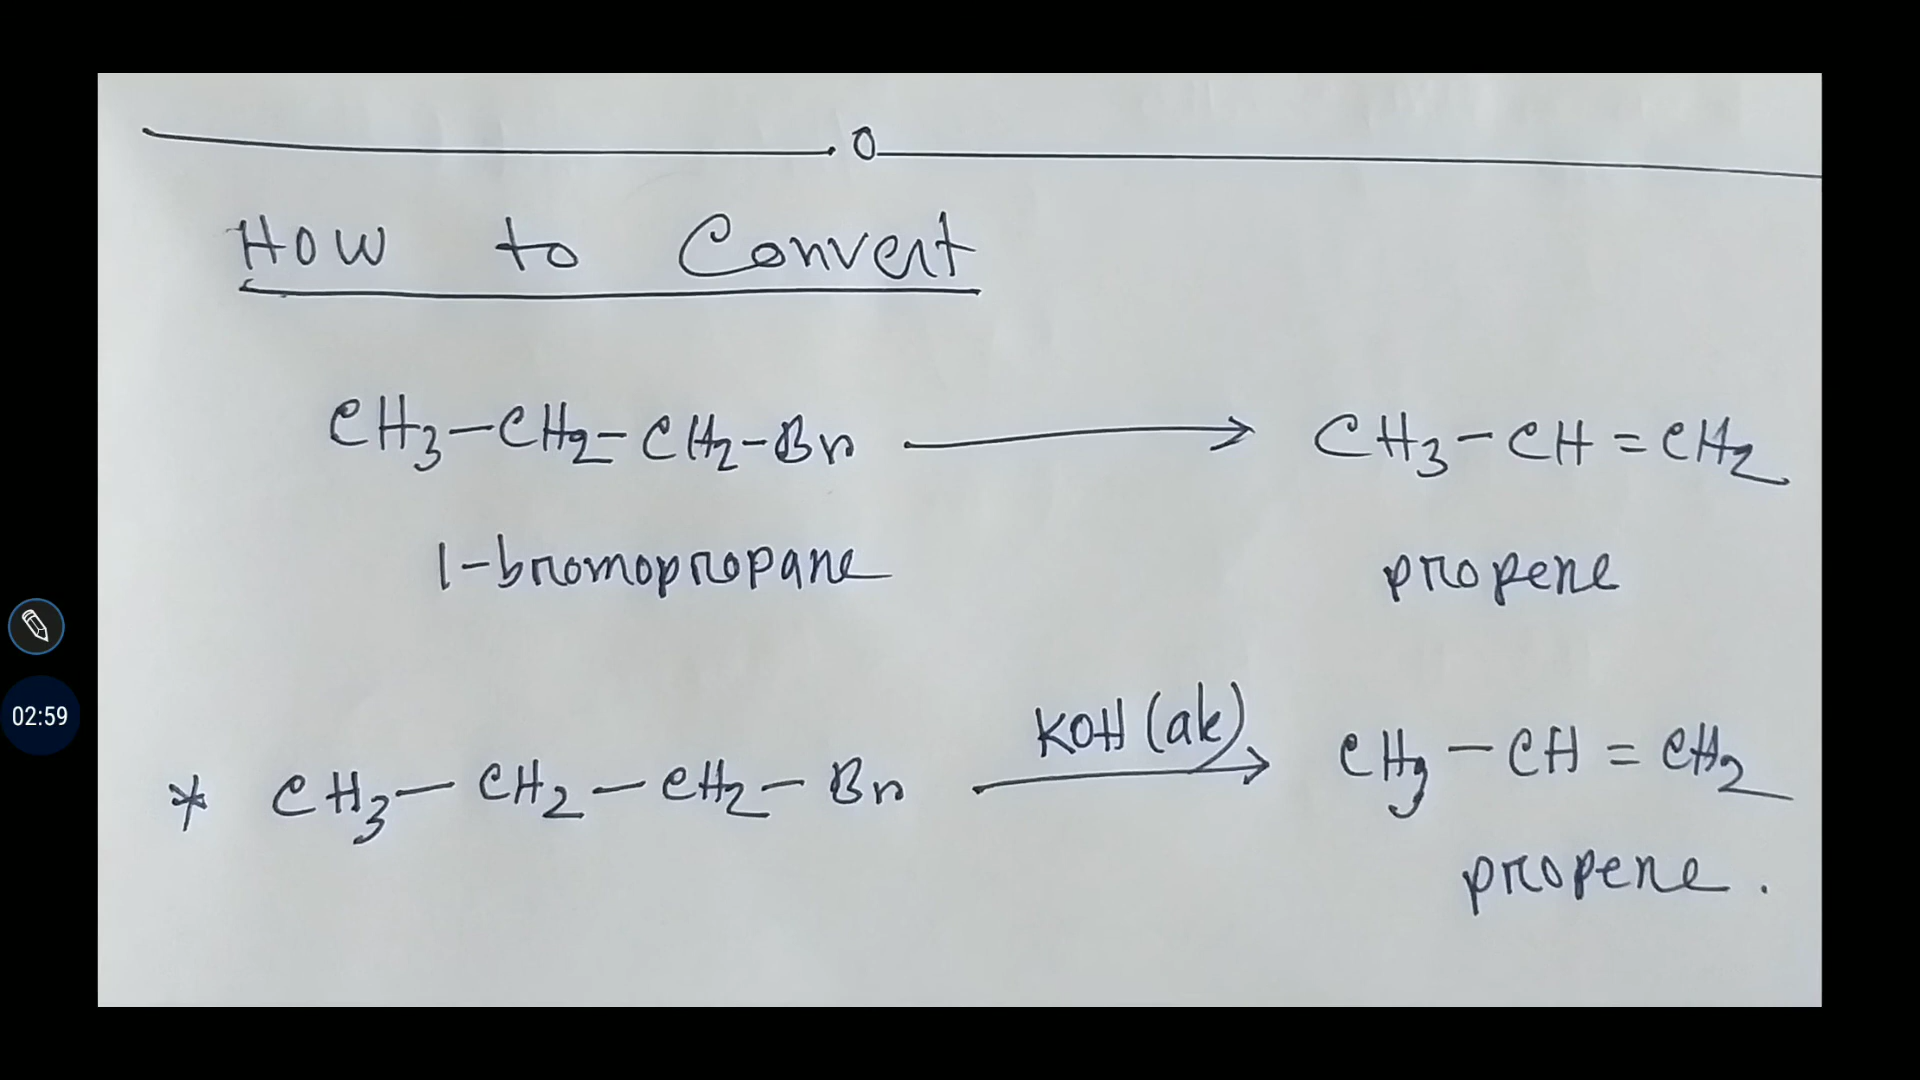 0
How to Convert
CH3-CH2-CH2-Br → CH3-CH=CH2
1-bromopropane propene
KOH (alc)
* CH3-CH2-CH2-Br → CH3-CH=CH2
propene.
02:59